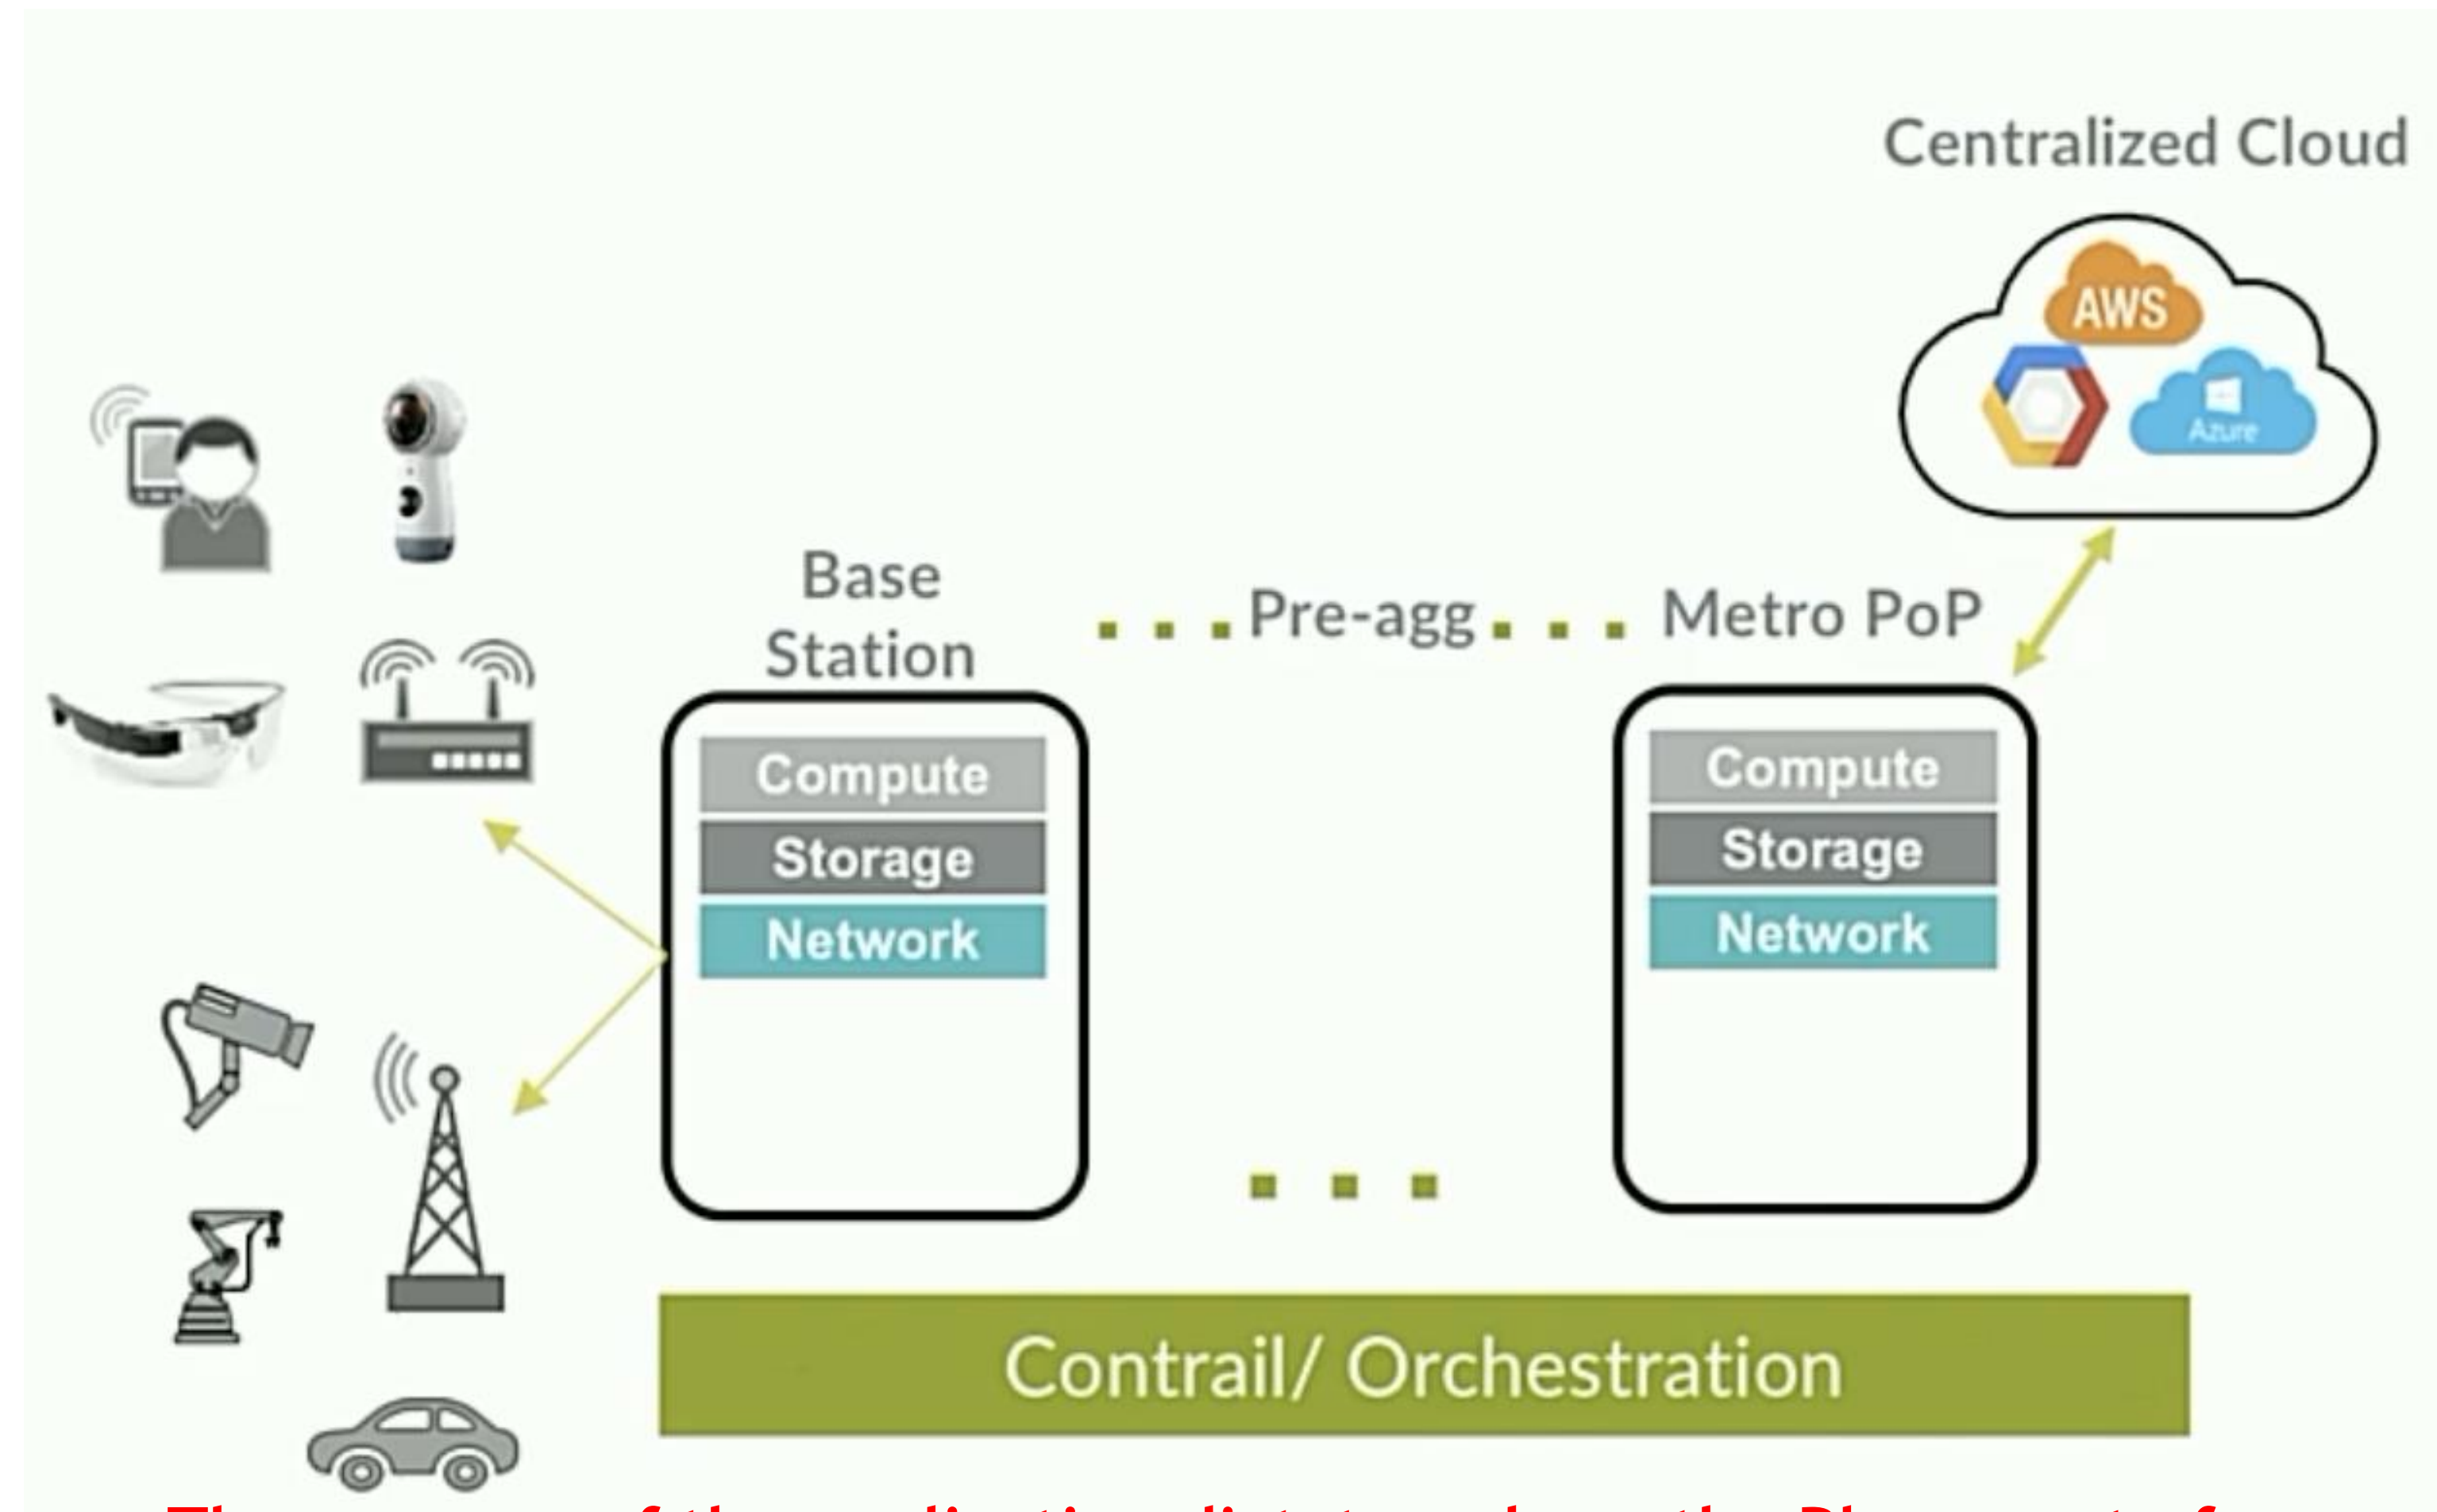 Centralized Cloud
AWS
Azure
Base
Station
Pre-agg
Metro PoP
Compute
Storage
Network
Compute
Storage
Network
Contrail/ Orchestration